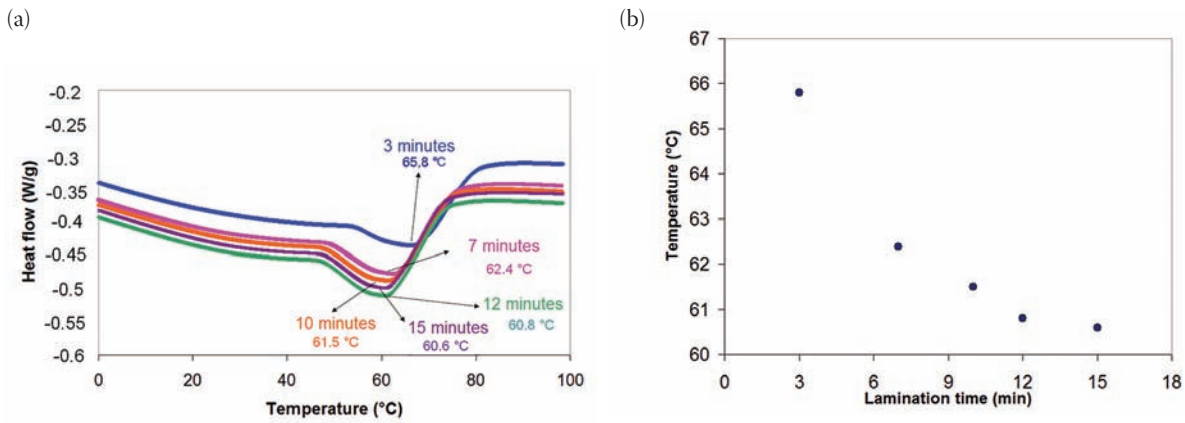 (a)
-0.2
-0.25
-0.3
-0.35
-0.4
-0.45
-0.5
-0.55
-0.6
Heat flow (W/g)
3 minutes
65.8 °C
7 minutes
62.4 °C
12 minutes
60.8 °C
10 minutes
61.5 °C
15 minutes
60.6 °C
0 20 40 60 80 100
Temperature (°C)
(b)
67
66
65
64
63
62
61
60
Temperature (°C)
0 3 6 9 12 15 18
Lamination time (min)